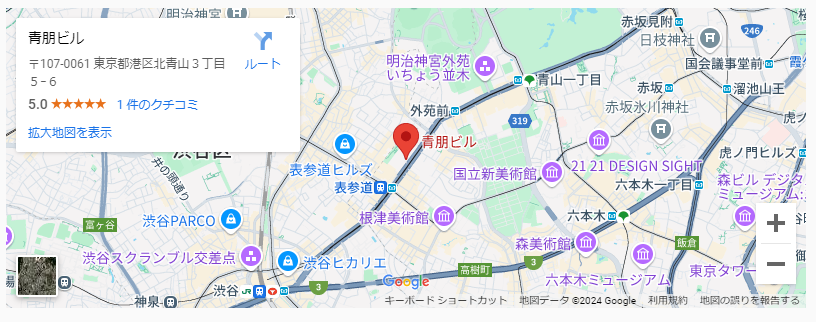 青朋ビル
〒107-0061 東京都港区北青山３丁目
５−６
ルート
5.0 ★★★★★ 1 件のクチコミ
拡大地図を表示
明治神宮
赤坂見附
日枝神社
246
明治神宮外苑
いちょう並木
国会議事堂前
青山一丁目
赤坂
溜池山王
外苑前
赤坂氷川神社
319
青朋ビル
虎ノ門ヒルズ
渋谷区
井の頭通り
表参道ヒルズ
表参道
国立新美術館
21 21 DESIGN SIGHT
六本木一丁目
森ビル デジタ
ミュージアム:
渋谷PARCO
富ヶ谷
根津美術館
六本木
渋谷スクランブル交差点
渋谷ヒカリエ
森美術館
飯倉
高樹町
3
3
六本木ミュージアム
東京タワー
渋谷
JR
神泉
Google
キーボード ショートカット
地図データ ©2024 Google
利用規約
地図の誤りを報告する